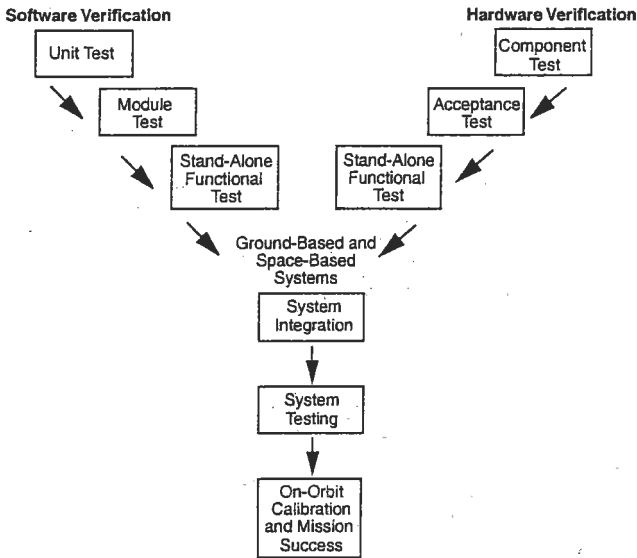 Software Verification
Hardware Verification
Unit Test
Component
Test
Module
Test
Acceptance
Test
Stand-Alone
Functional
Test
Stand-Alone
Functional
Test
Ground-Based and
Space-Based
Systems
System
Integration
System
Testing
On-Orbit
Calibration
and Mission
Success